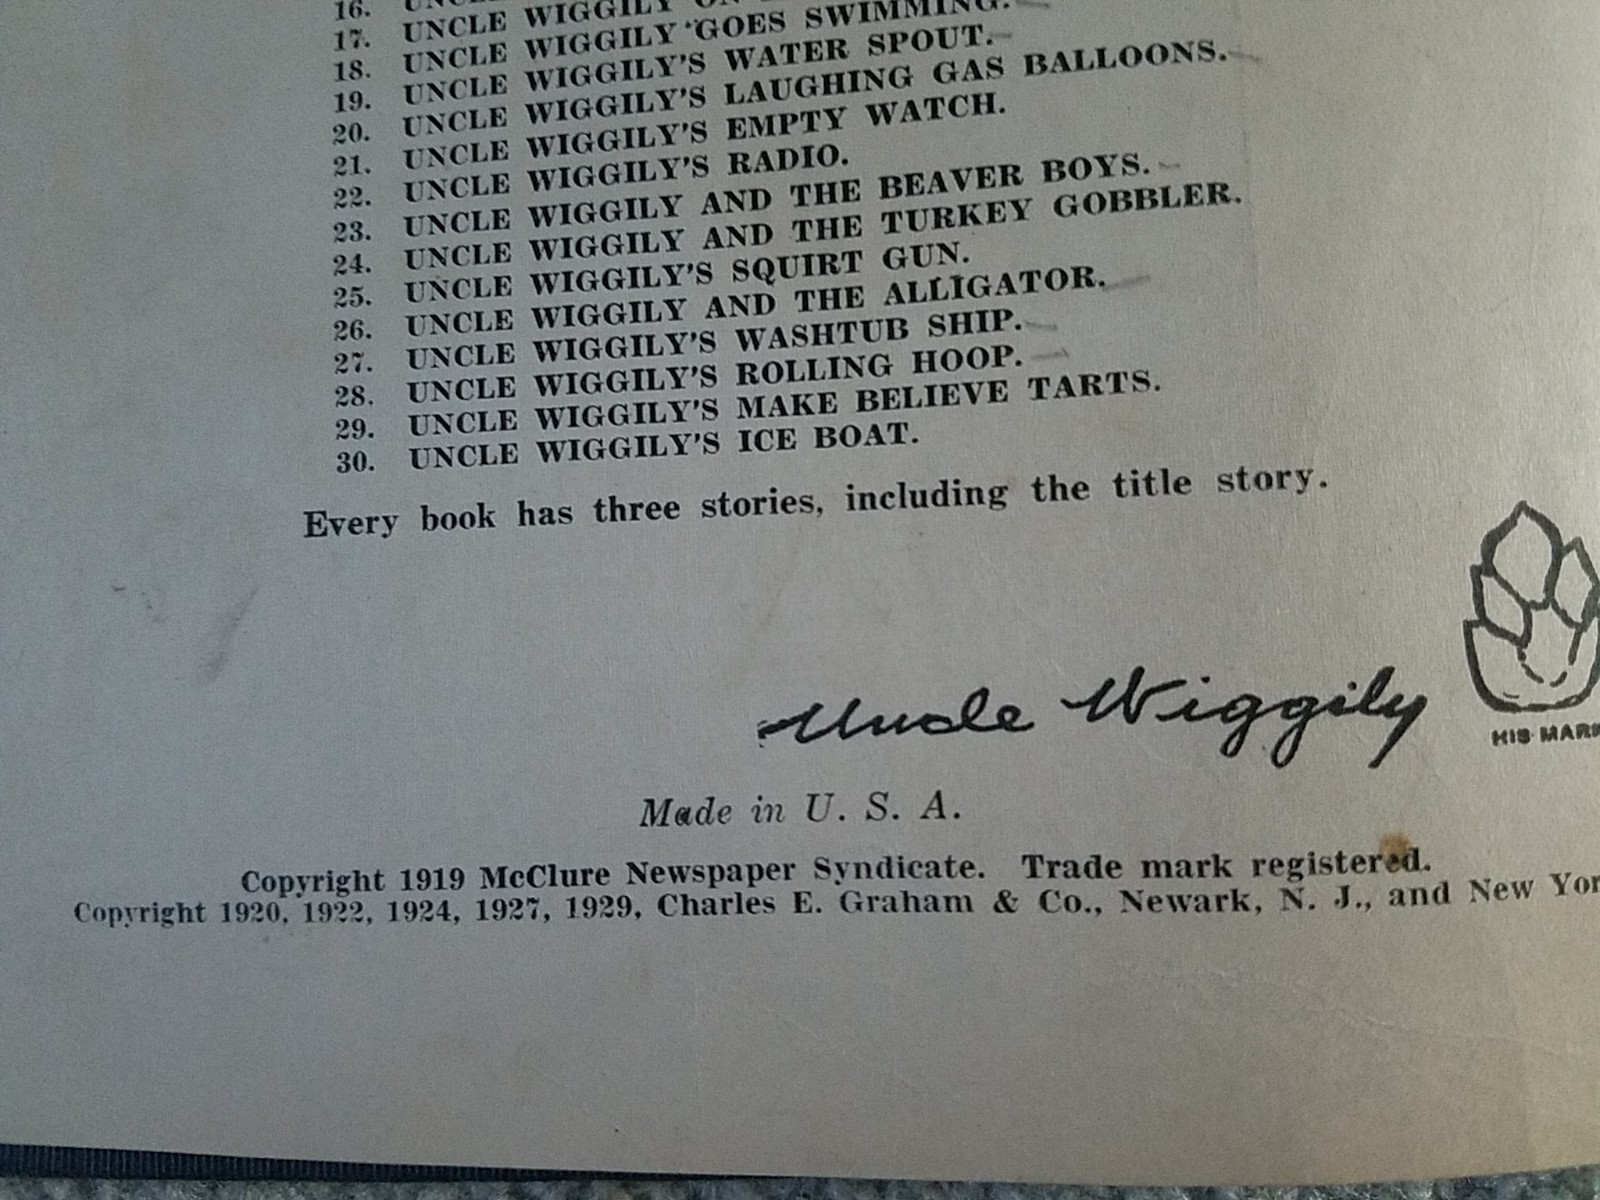 16. UNCLE
17. UNCLE WIGGILY ON
18. UNCLE WIGGILY GOES SWIMMING.
19. UNCLE WIGGILY'S WATER SPOUT.
20. UNCLE WIGGILY'S LAUGHING GAS BALLOONS.
21. UNCLE WIGGILY'S EMPTY WATCH.
22. UNCLE WIGGILY'S RADIO.
23. UNCLE WIGGILY AND THE BEAVER BOYS.
24. UNCLE WIGGILY AND THE TURKEY GOBBLER.
25. UNCLE WIGGILY'S SQUIRT GUN.
26. UNCLE WIGGILY AND THE ALLIGATOR.
27. UNCLE WIGGILY'S WASHTUB SHIP.
28. UNCLE WIGGILY'S ROLLING HOOP.
29. UNCLE WIGGILY'S MAKE BELIEVE TARTS.
30. UNCLE WIGGILY'S ICE BOAT.
Every book has three stories, including the title story.
Uncle Wiggily
HIS MARK
Made in U. S. A.
Copyright 1919 McClure Newspaper Syndicate. Trade mark registered.
Copyright 1920, 1922, 1924, 1927, 1929, Charles E. Graham & Co., Newark, N. J., and New Yor